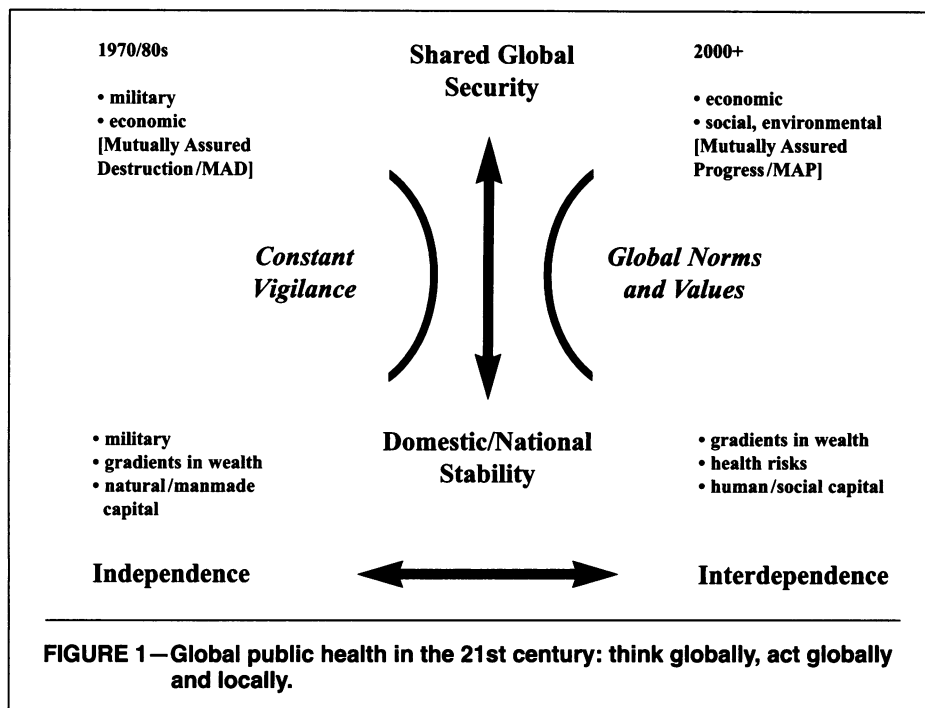 1970/80s
• military
• economic
[Mutually Assured
Destruction/MAD]
Shared Global
Security
2000+
• economic
• social, environmental
[Mutually Assured
Progress/MAP]
Constant
Vigilance
Global Norms
and Values
• military
• gradients in wealth
• natural/manmade
capital
Domestic/National
Stability
• gradients in wealth
• health risks
• human/social capital
Independence
Interdependence
FIGURE 1—Global public health in the 21st century: think globally, act globally
and locally.